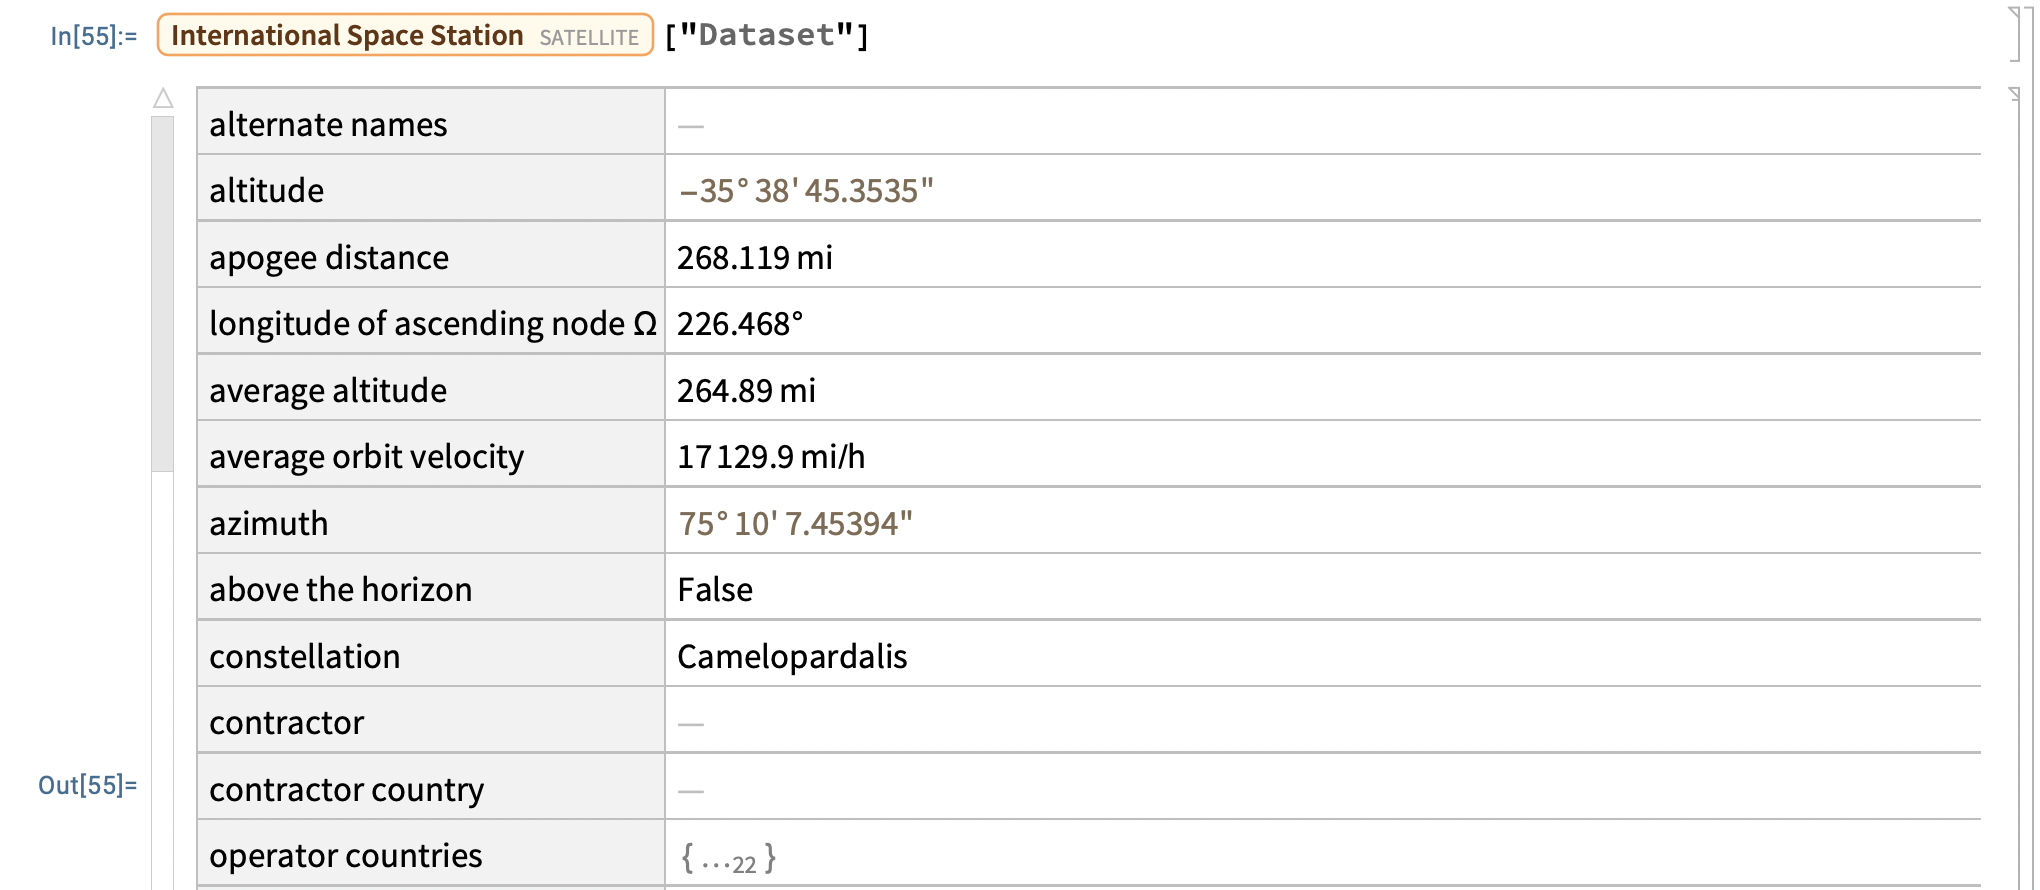 In[55]:= International Space Station SATELLITE ["Dataset"]
alternate names —
altitude −35° 38' 45.3535"
apogee distance 268.119 mi
longitude of ascending node Ω 226.468°
average altitude 264.89 mi
average orbit velocity 17 129.9 mi/h
azimuth 75° 10' 7.45394"
above the horizon False
constellation Camelopardalis
contractor —
Out[55]= contractor country —
operator countries { …22 }